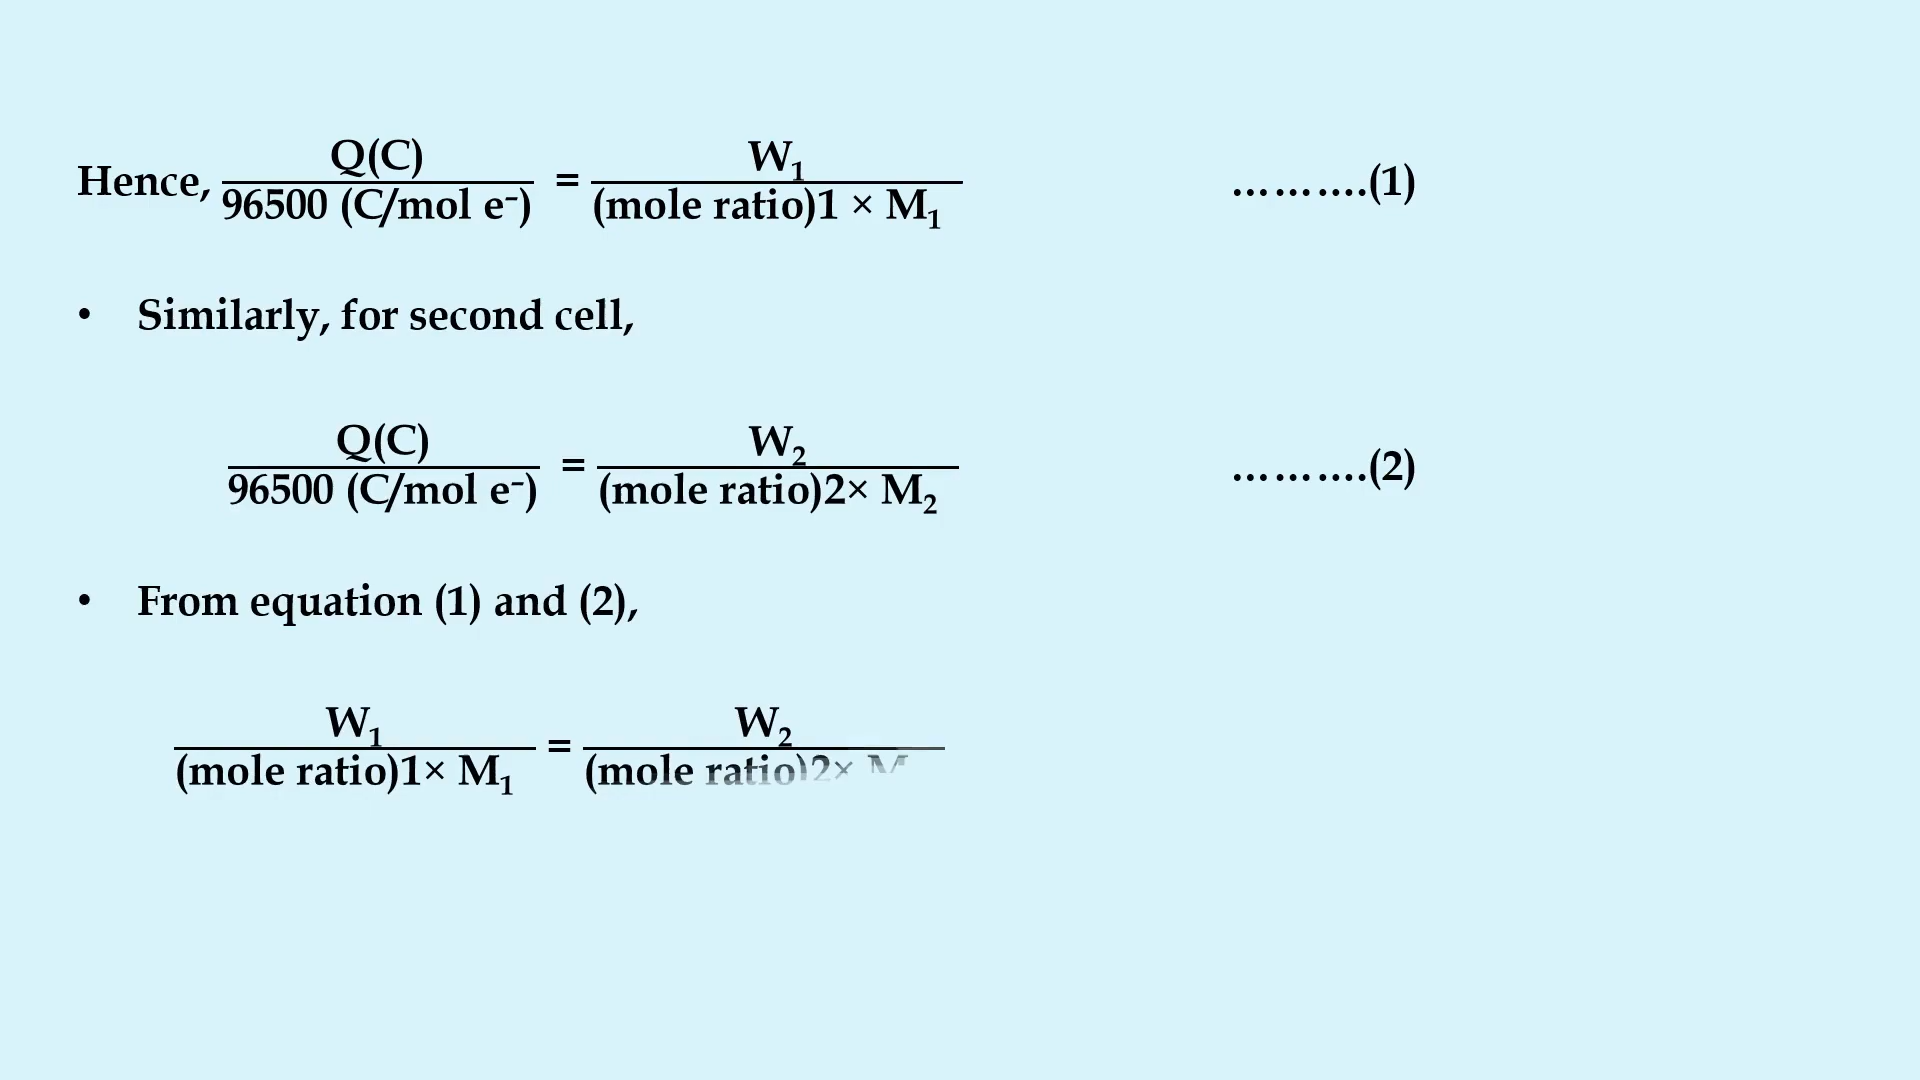 Hence, Q(C) / 96500 (C/mol e⁻) = W₁ / (mole ratio)1 × M₁ ……….(1)
• Similarly, for second cell,
Q(C) / 96500 (C/mol e⁻) = W₂ / (mole ratio)2× M₂ ……….(2)
• From equation (1) and (2),
W₁ / (mole ratio)1× M₁ = W₂ / (mole ratio)2× M